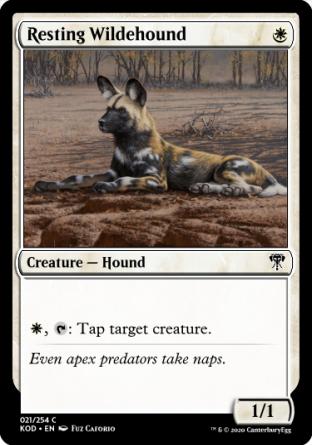 Resting Wildehound
Creature — Hound
, : Tap target creature.
Even apex predators take naps.
1/1
021/254 C
KOD • EN Fuz Caforio
™ & © 2020 CanterburyEgg